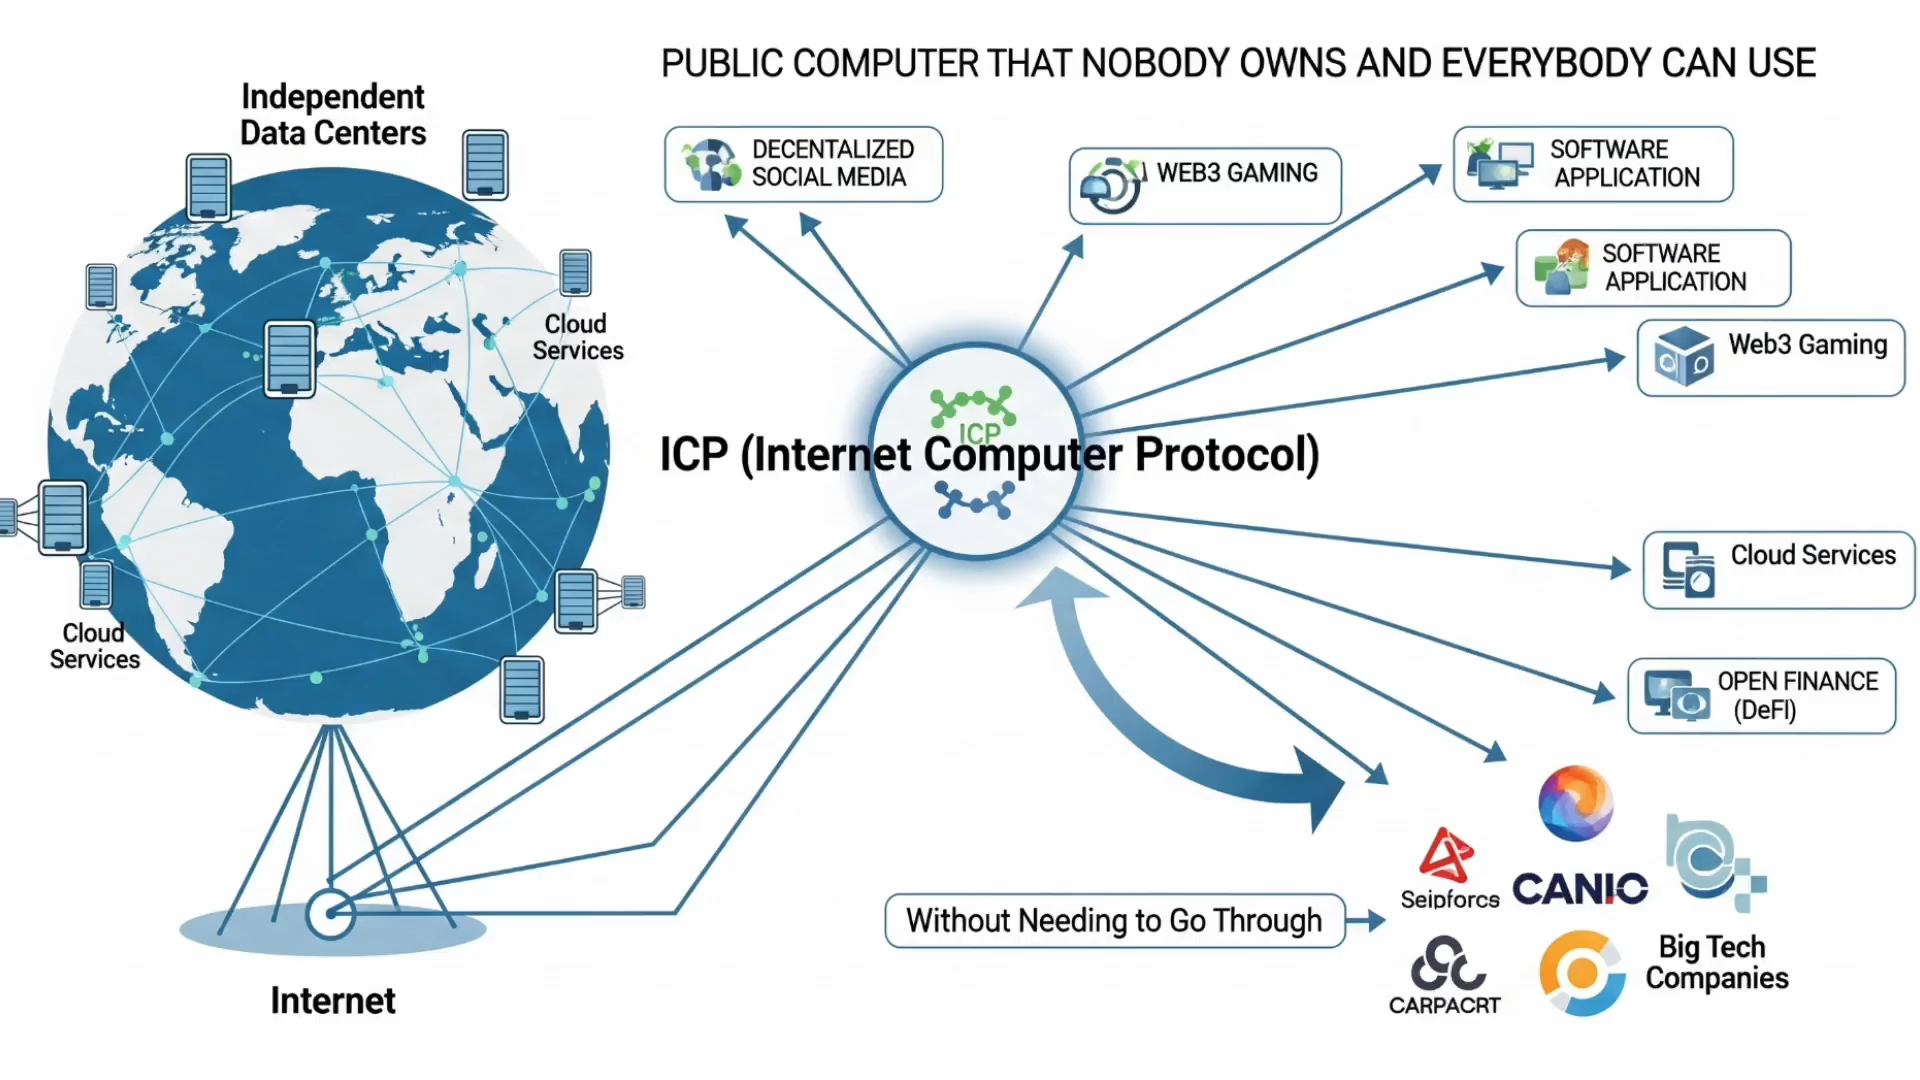 PUBLIC COMPUTER THAT NOBODY OWNS AND EVERYBODY CAN USE
Independent
Data Centers
DECENTALIZED
SOCIAL MEDIA
WEB3 GAMING
SOFTWARE
APPLICATION
SOFTWARE
APPLICATION
Cloud
Services
Web3 Gaming
ICP
ICP (Internet Computer Protocol)
Cloud Services
Cloud
Services
OPEN FINANCE
(DeFI)
Seipforcs
CANIO
Without Needing to Go Through
Big Tech
Companies
CARPACRT
Internet